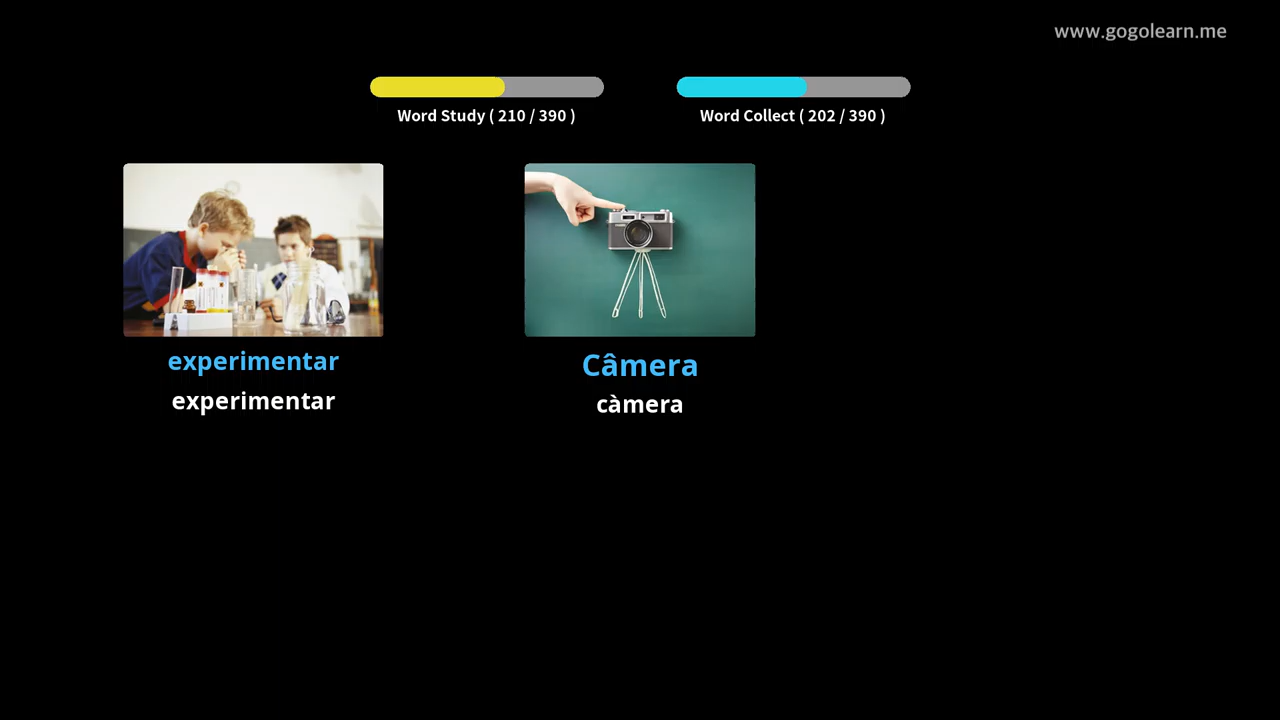 www.gogolearn.me
Word Study ( 210 / 390 )
Word Collect ( 202 / 390 )
experimentar
experimentar
Câmera
càmera